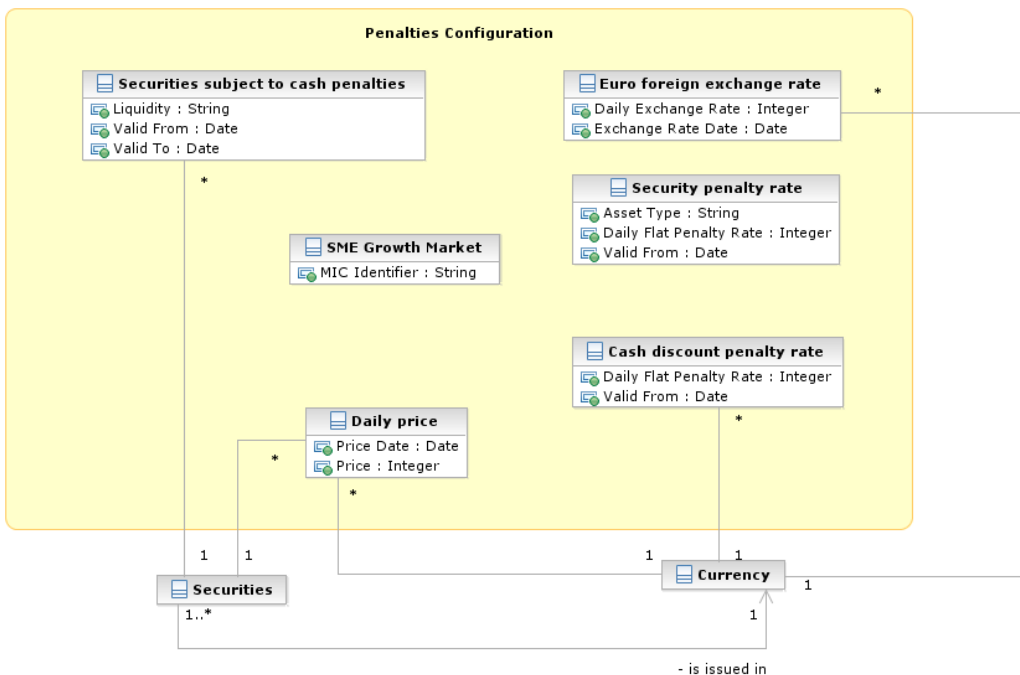 Penalties Configuration
Securities subject to cash penalties
Liquidity : String
Valid From : Date
Valid To : Date
*
Euro foreign exchange rate
Daily Exchange Rate : Integer
Exchange Rate Date : Date
*
Security penalty rate
Asset Type : String
Daily Flat Penalty Rate : Integer
Valid From : Date
SME Growth Market
MIC Identifier : String
Cash discount penalty rate
Daily Flat Penalty Rate : Integer
Valid From : Date
*
Daily price
Price Date : Date
Price : Integer
*
*
1
1
1
1
Securities
Currency
1
1..*
1
- is issued in